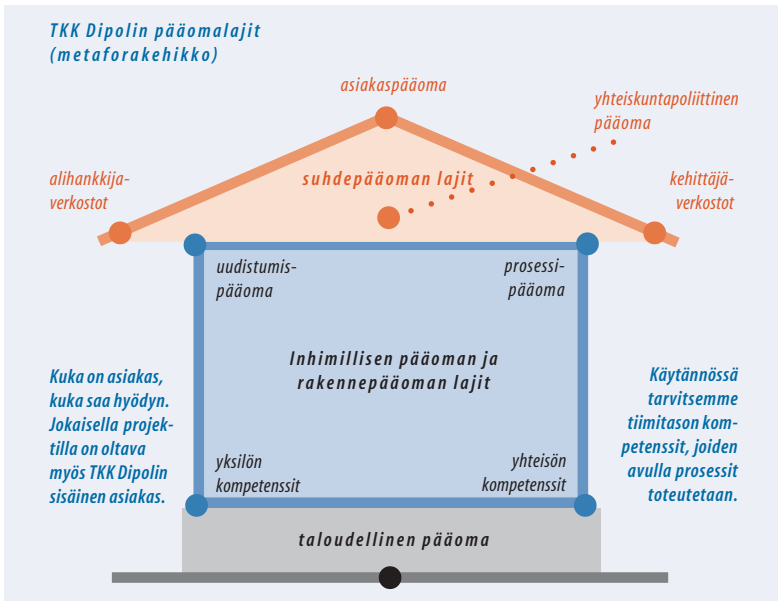 TKK Dipolin pääomalajit
(metaforakehikko)
asiakaspääoma
yhteiskuntapoliittinen
pääoma
alihankkija-
verkostot
suhdepääoman lajit
kehittäjä-
verkostot
uudistumis-
pääoma
prosessi-
pääoma
Inhimillisen pääoman ja
rakennepääoman lajit
Kuka on asiakas,
kuka saa hyödyn.
Jokaisella projek-
tilla on oltava
myös TKK Dipolin
sisäinen asiakas.
Käytännössä
tarvitsemme
tiimitason kom-
petenssit, joiden
avulla prosessit
toteutetaan.
yksilön
kompetenssit
yhteisön
kompetenssit
taloudellinen pääoma